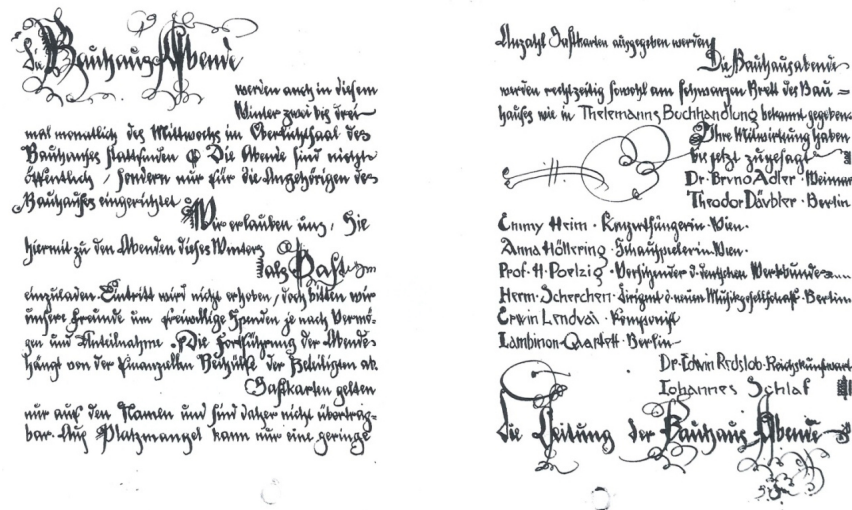 Die Bauhaus Abende
werden auch in diesem
Winter zwei bis drei-
mal monatlich des Mittwochs im Oberlichtsaal des
Bauhauses stattfinden Die Abende sind nicht
öffentlich / sondern nur für die Angehörigen des
Bauhauses eingerichtet
Wir erlauben uns, Sie
hiermit zu den Abenden dieses Winters
als Gast
einzuladen. Eintritt wird nicht erhoben, doch bitten wir
unsere Freunde um freiwillige Spenden je nach Vermö-
gen und Anteilnahme. Die Fortführung der Abende
hängt von der finanziellen Beihülfe der Beteiligten ab.
Gastkarten gelten
nur auf den Namen und sind daher nicht übertrag-
bar. Aus Platzmangel kann nur eine geringe
Anzahl Gastkarten ausgegeben werden
Die Bauhausabende
werden rechtzeitig sowohl am schwarzen Brett des Bau =
hauses wie in Thelemanns Buchhandlung bekannt gegeben.
Ihre Mitwirkung haben
bis jetzt zugesagt
Dr. Bruno Adler · Weimar
Theodor Däubler · Berlin
Emmy Heim · Konzertsängerin · Wien ·
Anna Höllering · Schauspielerin · Wien ·
Prof. H. Poelzig · Vorsitzender d. deutschen Werkbundes
Herm. Scherchen · Dirigent d. neuen Musikgesellschaft · Berlin
Erwin Lendvai · Komponist
Lambinon-Quartett · Berlin
Dr. Edwin Redslob · Reichskunstwart
Johannes Schlaf
Die Leitung der Bauhaus Abende